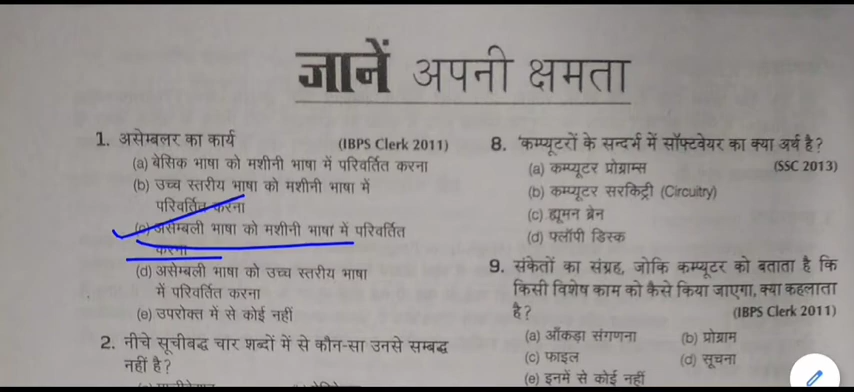 जानें अपनी क्षमता
1. असेम्बलर का कार्य (IBPS Clerk 2011)
(a) बेसिक भाषा को मशीनी भाषा में परिवर्तित करना
(b) उच्च स्तरीय भाषा को मशीनी भाषा में
परिवर्तित करना
(c) असेम्बली भाषा को मशीनी भाषा में परिवर्तित
करना
(d) असेम्बली भाषा को उच्च स्तरीय भाषा
में परिवर्तित करना
(e) उपरोक्त में से कोई नहीं
2. नीचे सूचीबद्ध चार शब्दों में से कौन-सा उनसे सम्बद्ध
नहीं है?
8. 'कम्प्यूटरों के सन्दर्भ में सॉफ्टवेयर का क्या अर्थ है?
(a) कम्प्यूटर प्रोग्राम्स (SSC 2013)
(b) कम्प्यूटर सरकिट्री (Circuitry)
(c) ह्यूमन ब्रेन
(d) फ्लॉपी डिस्क
9. संकेतों का संग्रह, जोकि कम्प्यूटर को बताता है कि
किसी विशेष काम को कैसे किया जाएगा, क्या कहलाता
है? (IBPS Clerk 2011)
(a) आँकड़ा संगणना (b) प्रोग्राम
(c) फाइल (d) सूचना
(e) इनमें से कोई नहीं